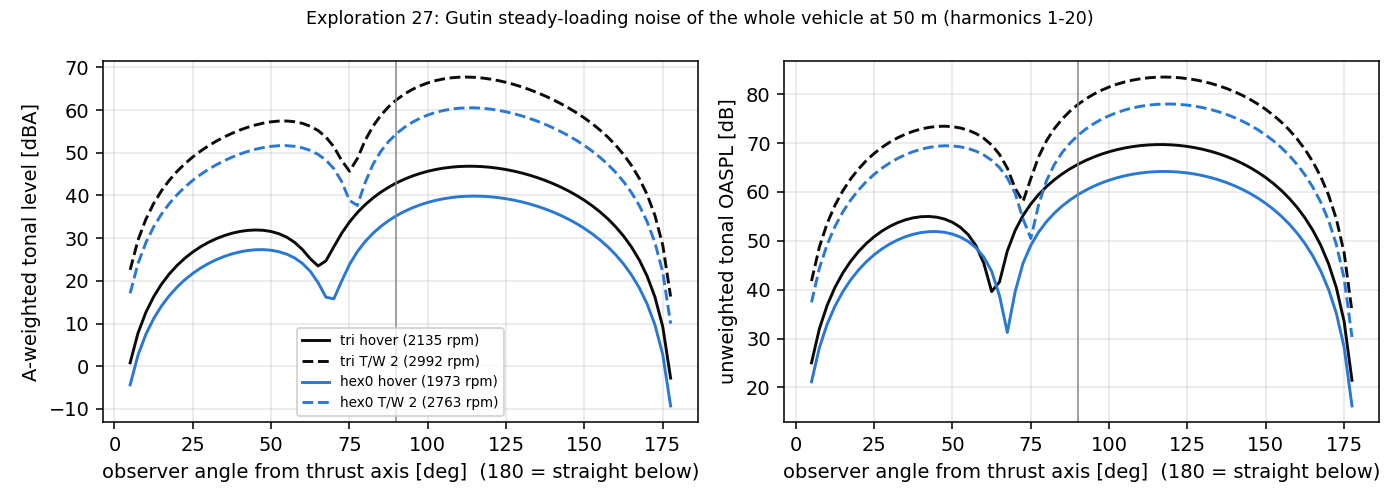 Exploration 27: Gutin steady-loading noise of the whole vehicle at 50 m (harmonics 1-20)
A-weighted tonal level [dBA]
70
60
50
40
30
20
10
0
−10
tri hover (2135 rpm)
tri T/W 2 (2992 rpm)
hex0 hover (1973 rpm)
hex0 T/W 2 (2763 rpm)
0 25 50 75 100 125 150 175
observer angle from thrust axis [deg]  (180 = straight below)
unweighted tonal OASPL [dB]
80
70
60
50
40
30
20
0 25 50 75 100 125 150 175
observer angle from thrust axis [deg]  (180 = straight below)